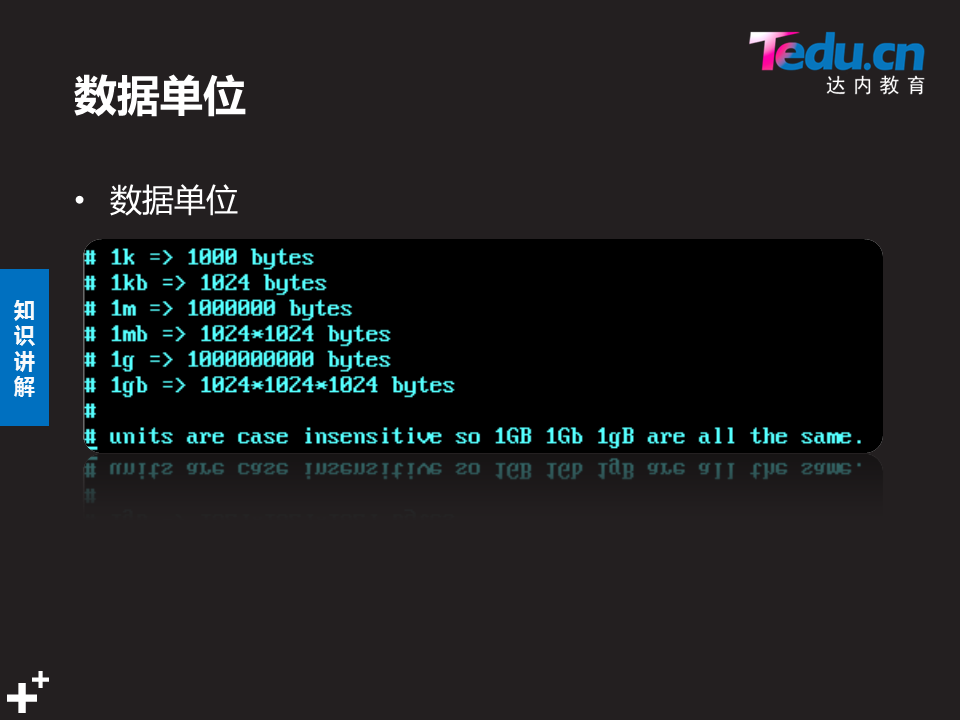 Tedu.cn
达内教育
数据单位
• 数据单位
# 1k => 1000 bytes
# 1kb => 1024 bytes
# 1m => 1000000 bytes
# 1mb => 1024*1024 bytes
# 1g => 1000000000 bytes
# 1gb => 1024*1024*1024 bytes
#
# units are case insensitive so 1GB 1Gb 1gB are all the same.
知识讲解